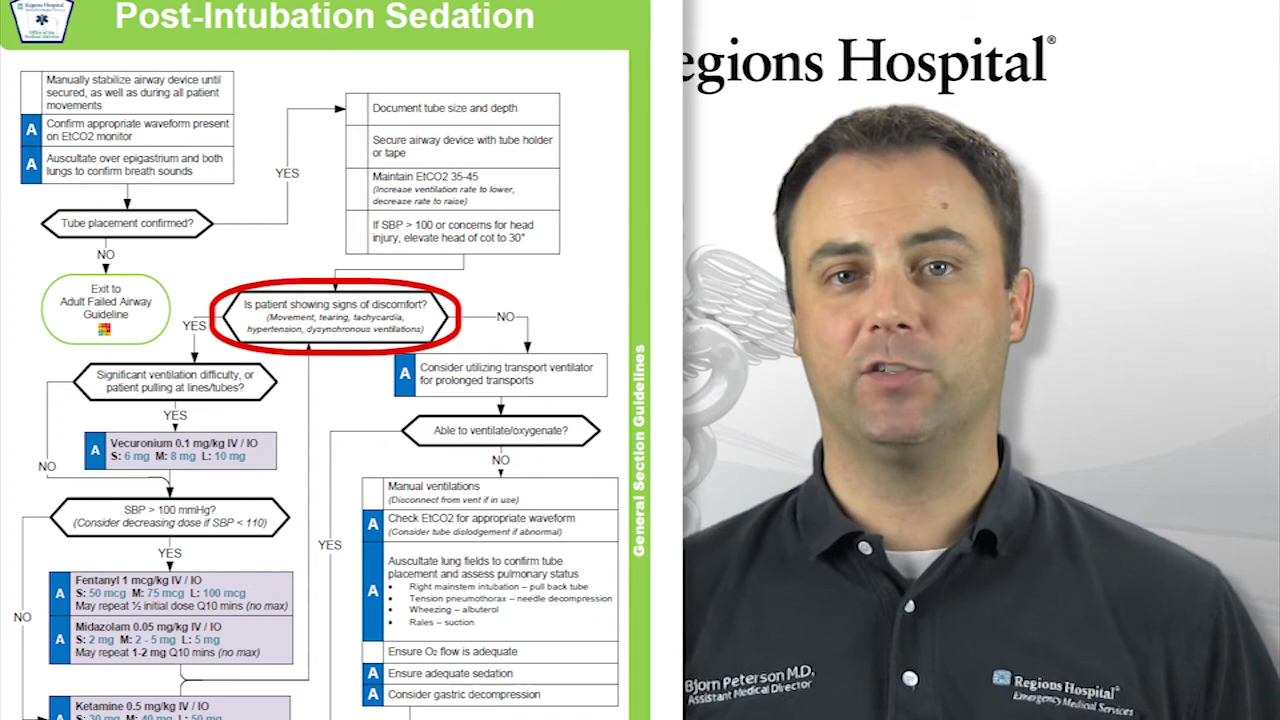 Regions Hospital
Post-Intubation Sedation
Manually stabilize airway device until
secured, as well as during all patient
movements
A
Confirm appropriate waveform present
on EtCO2 monitor
A
Auscultate over epigastrium and both
lungs to confirm breath sounds
Tube placement confirmed?
YES
NO
Exit to
Adult Failed Airway
Guideline
Document tube size and depth
Secure airway device with tube holder
or tape
Maintain EtCO2 35-45
(Increase ventilation rate to lower,
decrease rate to raise)
If SBP > 100 or concerns for head
injury, elevate head of cot to 30°
Is patient showing signs of discomfort?
(Movement, tearing, tachycardia,
hypertension, dysynchronous ventilations)
YES
NO
Significant ventilation difficulty, or
patient pulling at lines/tubes?
YES
NO
A
Vecuronium 0.1 mg/kg IV / IO
S: 6 mg M: 8 mg L: 10 mg
SBP > 100 mmHg?
(Consider decreasing dose if SBP < 110)
YES
NO
A
Fentanyl 1 mcg/kg IV / IO
S: 50 mcg M: 75 mcg L: 100 mcg
May repeat ½ initial dose Q10 mins (no max)
A
Midazolam 0.05 mg/kg IV / IO
S: 2 mg M: 2 - 5 mg L: 5 mg
May repeat 1-2 mg Q10 mins (no max)
Ketamine 0.5 mg/kg IV / IO
S: 30 mg M: 40 mg L: 50 mg
A
Consider utilizing transport ventilator
for prolonged transports
Able to ventilate/oxygenate?
NO
YES
Manual ventilations
(Disconnect from vent if in use)
A
Check EtCO2 for appropriate waveform
(Consider tube dislodgement if abnormal)
A
Auscultate lung fields to confirm tube
placement and assess pulmonary status
• Right mainstem intubation – pull back tube
• Tension pneumothorax – needle decompression
• Wheezing – albuterol
• Rales – suction
Ensure O₂ flow is adequate
A
Ensure adequate sedation
A
Consider gastric decompression
General Section Guidelines
egions Hospital®
Bjorn Peterson M.D.
Assistant Medical Director
Regions Hospital®
Emergency Medical Services